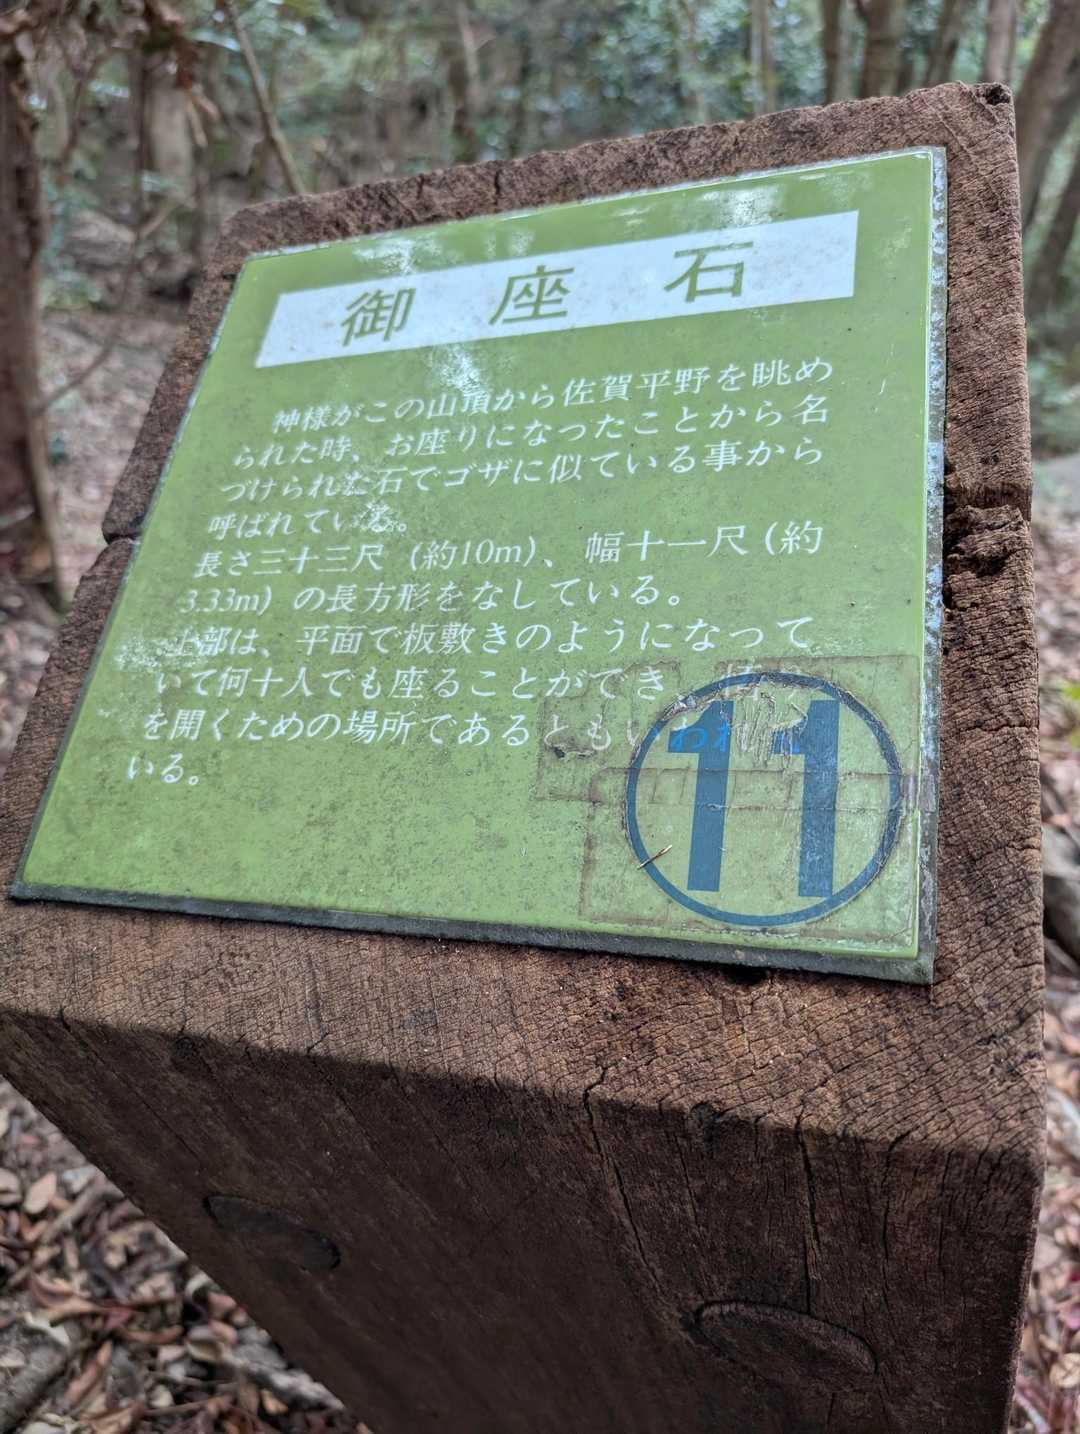 御座石
神様がこの山頂から佐賀平野を眺め
られた時、お座りになったことから名
づけられた石でゴザに似ている事から
呼ばれている。
長さ三十三尺(約10m)、幅十一尺(約
3.33m)の長方形をなしている。
上部は、平面で板敷きのようになって
いて何十人でも座ることができ、
を開くための場所であるともいわれて
いる。
11